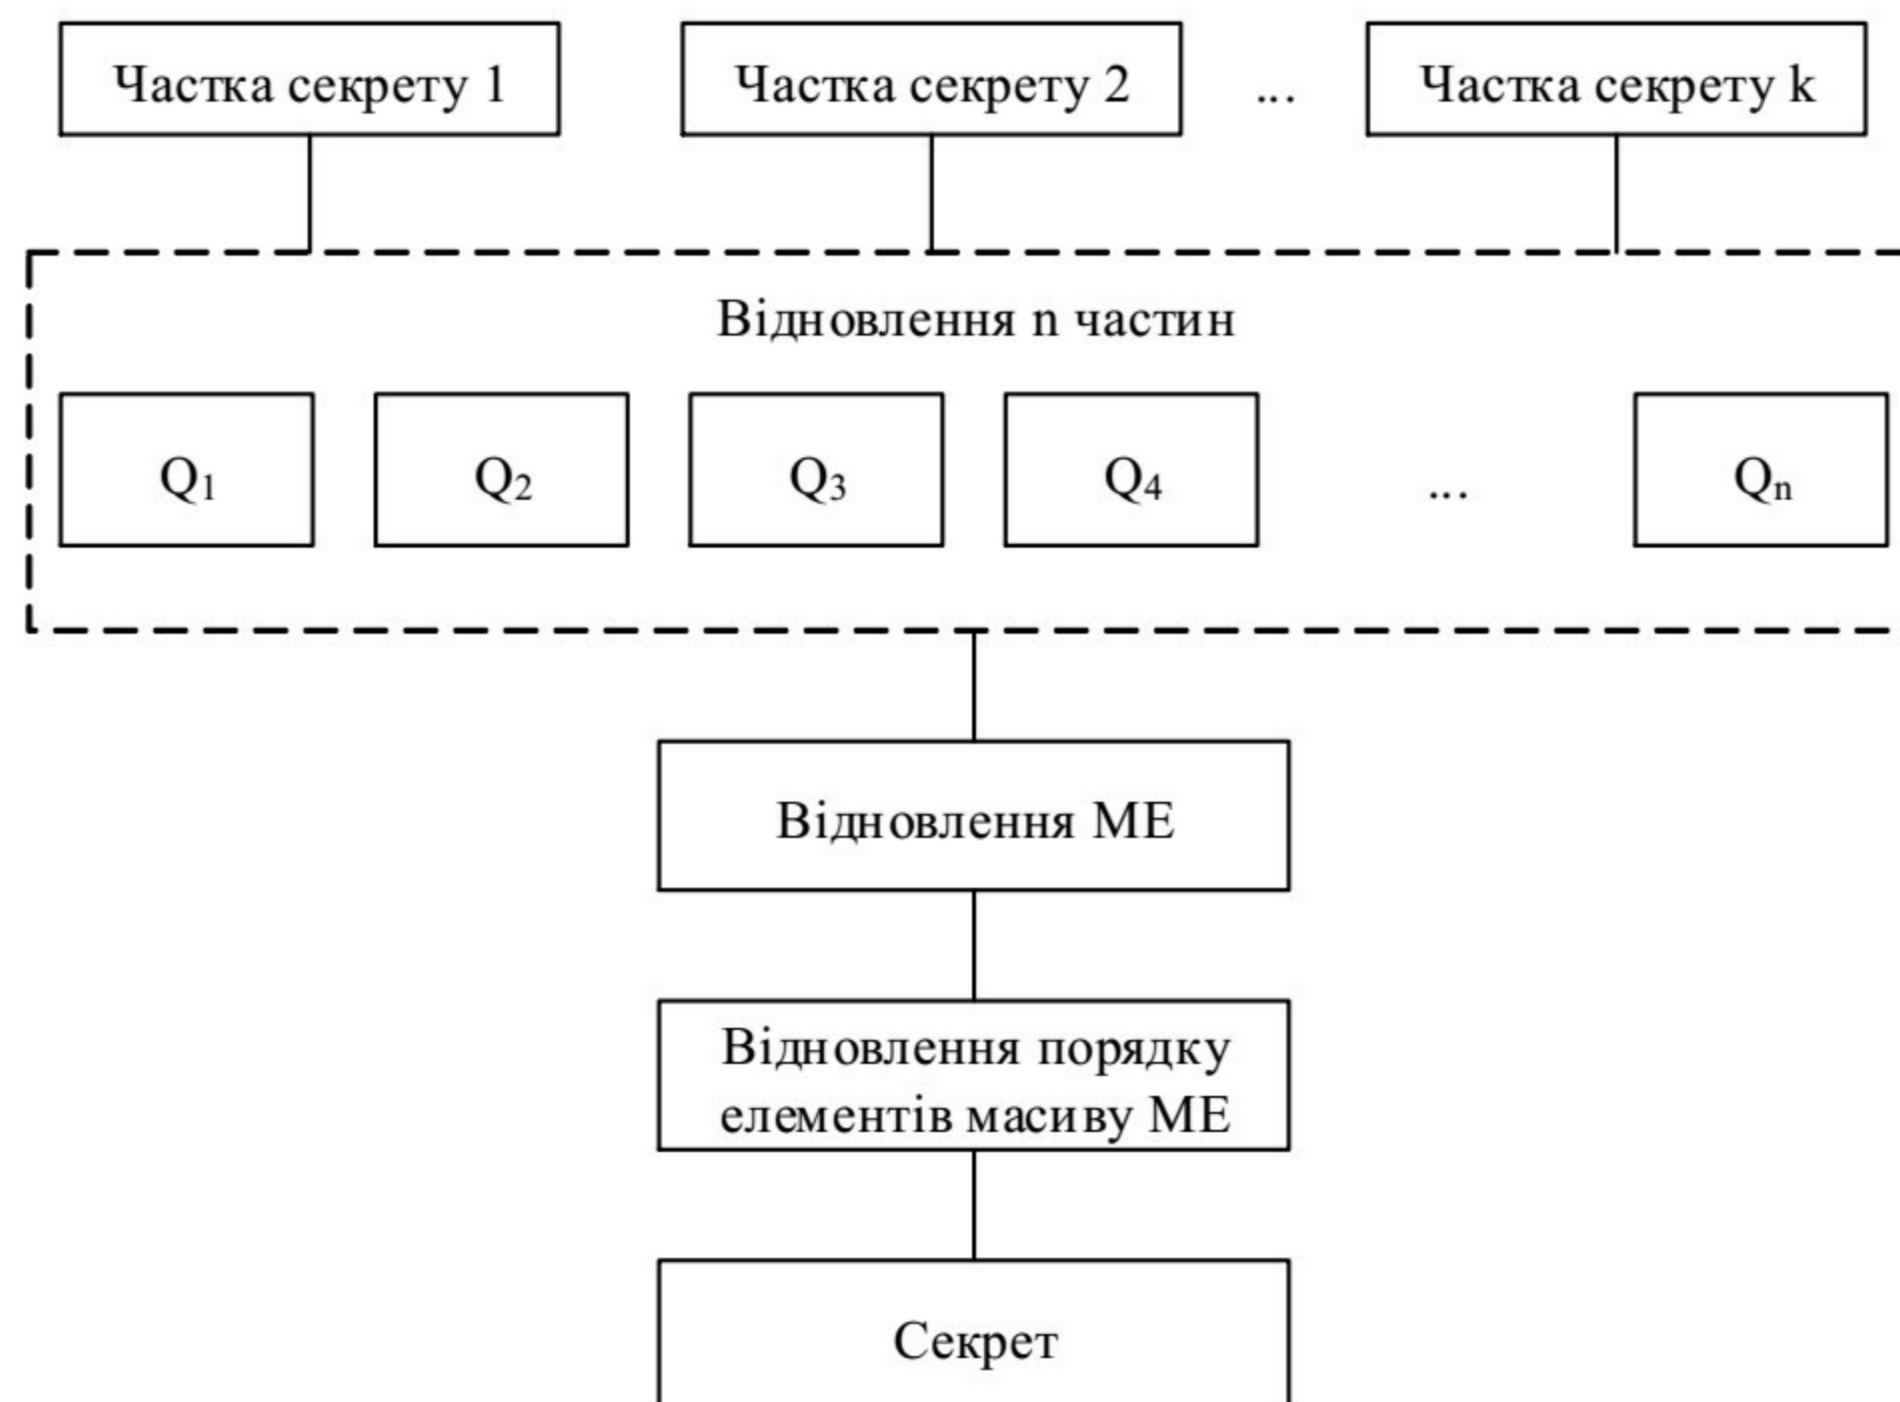 Частка секрету 1 Частка секрету 2 ... Частка секрету k
Відновлення n частин
Q₁ Q₂ Q₃ Q₄ ... Qₙ
Відновлення МЕ
Відновлення порядку
елементів масиву МЕ
Секрет